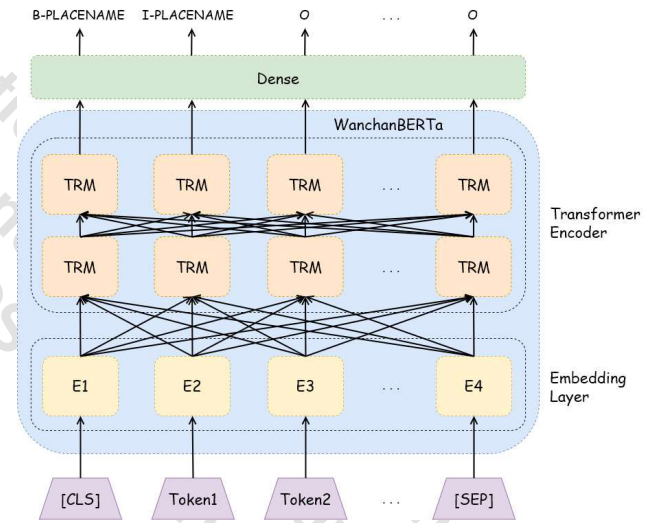 B-PLACENAME I-PLACENAME O ... O
Dense
WanchanBERTa
TRM TRM TRM ... TRM
Transformer
Encoder
TRM TRM TRM ... TRM
E1 E2 E3 ... E4
Embedding
Layer
[CLS] Token1 Token2 ... [SEP]